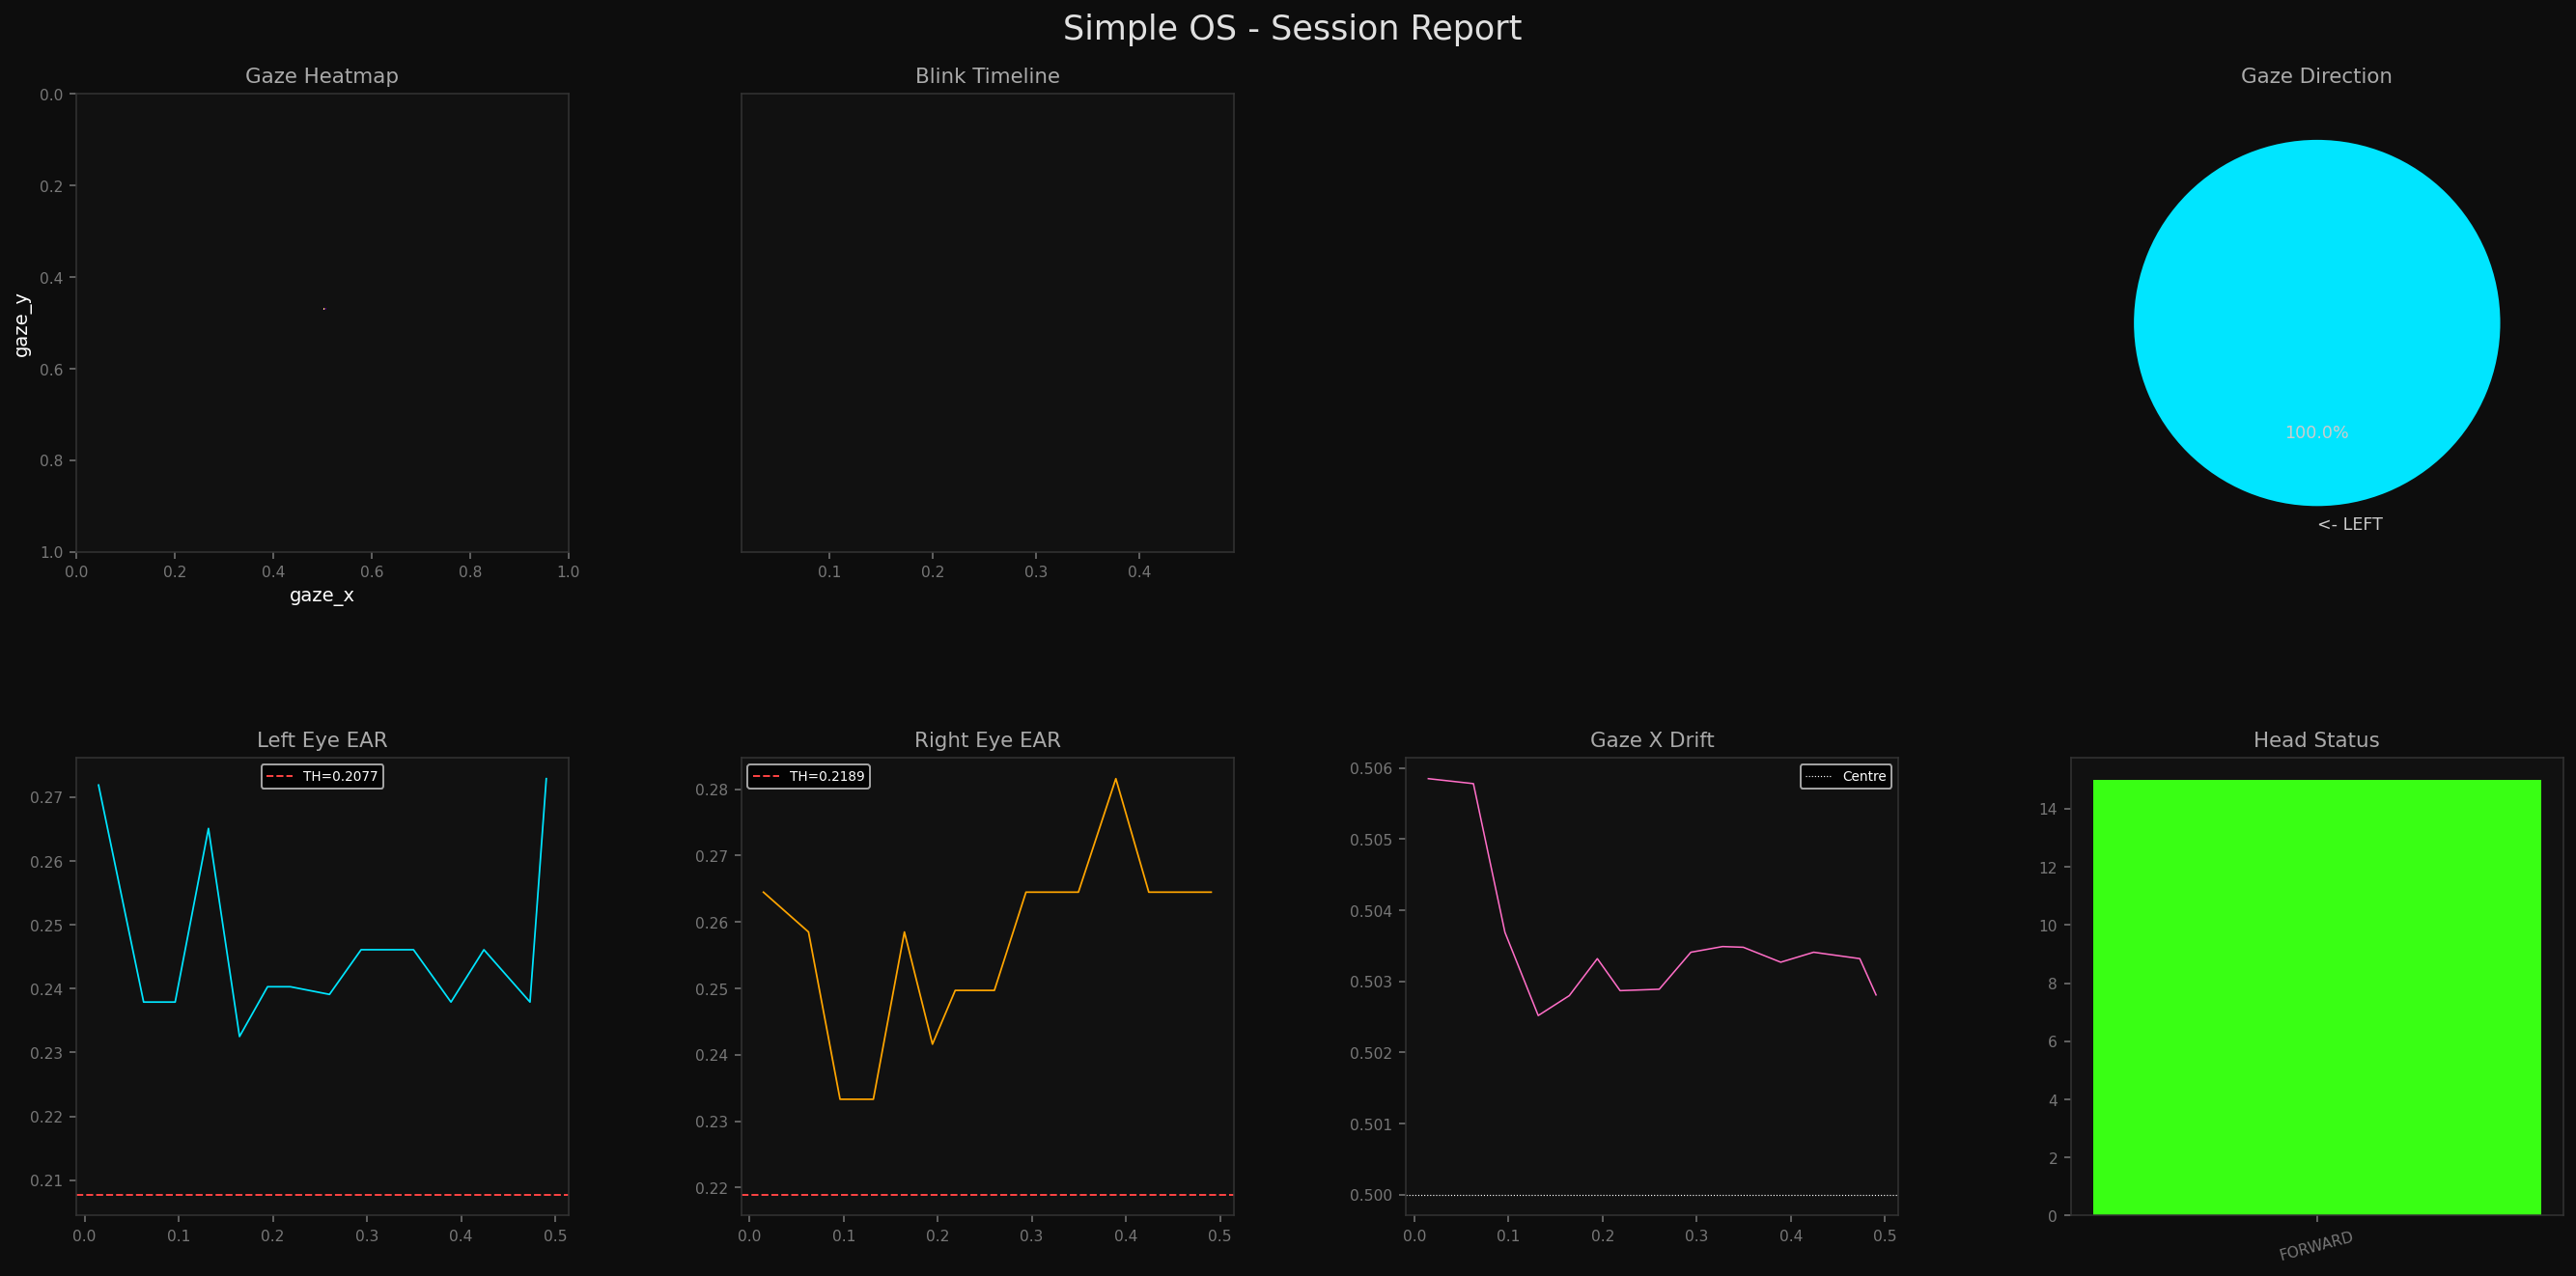 Simple OS - Session Report
Gaze Heatmap
0.0
0.2
0.4
0.6
0.8
1.0
gaze_y
0.0 0.2 0.4 0.6 0.8 1.0
gaze_x
Blink Timeline
0.1 0.2 0.3 0.4
Gaze Direction
100.0%
<- LEFT
Left Eye EAR
TH=0.2077
0.27
0.26
0.25
0.24
0.23
0.22
0.21
0.0 0.1 0.2 0.3 0.4 0.5
Right Eye EAR
TH=0.2189
0.28
0.27
0.26
0.25
0.24
0.23
0.22
0.0 0.1 0.2 0.3 0.4 0.5
Gaze X Drift
Centre
0.506
0.505
0.504
0.503
0.502
0.501
0.500
0.0 0.1 0.2 0.3 0.4 0.5
Head Status
14
12
10
8
6
4
2
0
FORWARD